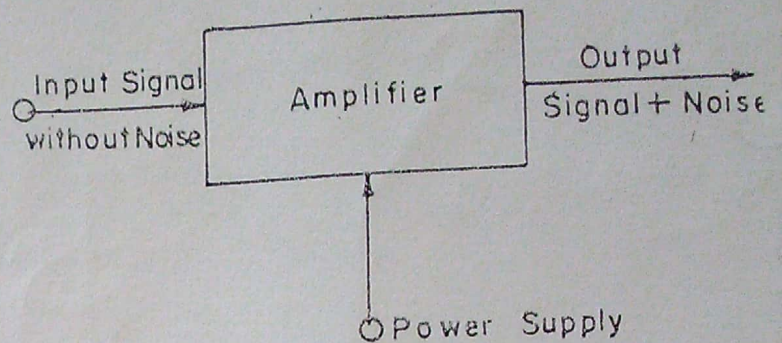 Input Signal
without Noise
Amplifier
Output
Signal + Noise
Power Supply